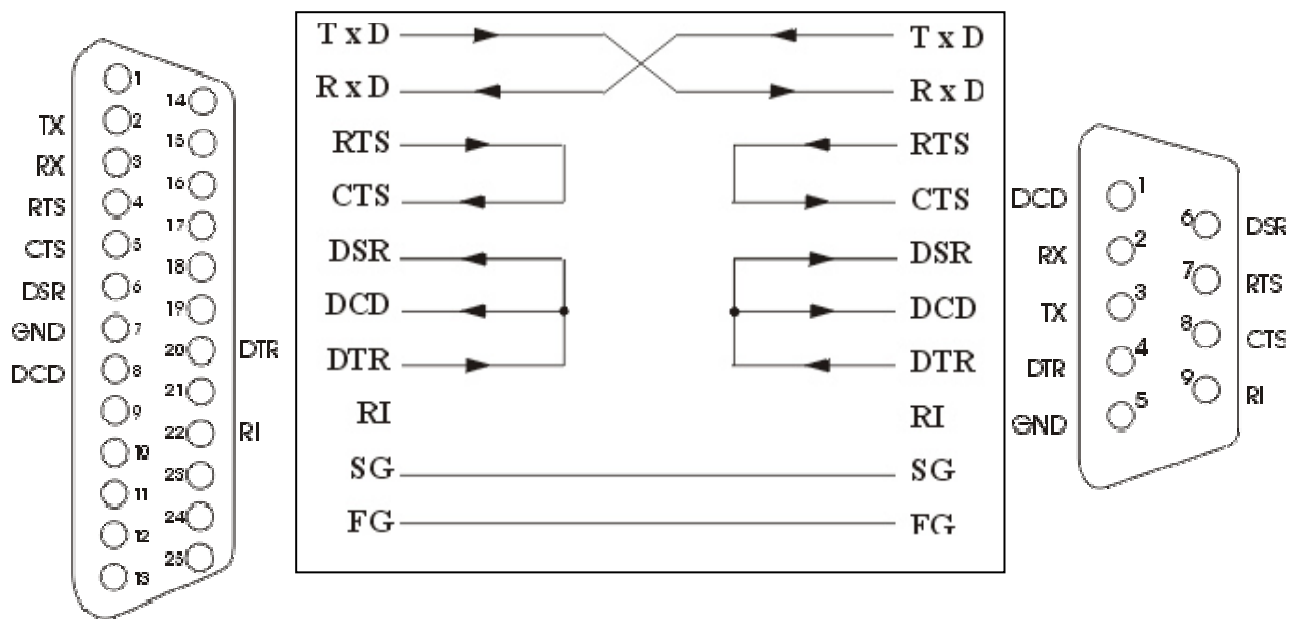 TX
RX
RTS
CTS
DSR
GND
DCD
1
2
3
4
5
6
7
8
9
10
11
12
13
14
15
16
17
18
19
20
21
22
23
24
25
DTR
RI
TxD TxD
RxD RxD
RTS RTS
CTS CTS
DSR DSR
DCD DCD
DTR DTR
RI RI
SG SG
FG FG
DCD
RX
TX
DTR
GND
1
2
3
4
5
6
7
8
9
DSR
RTS
CTS
RI